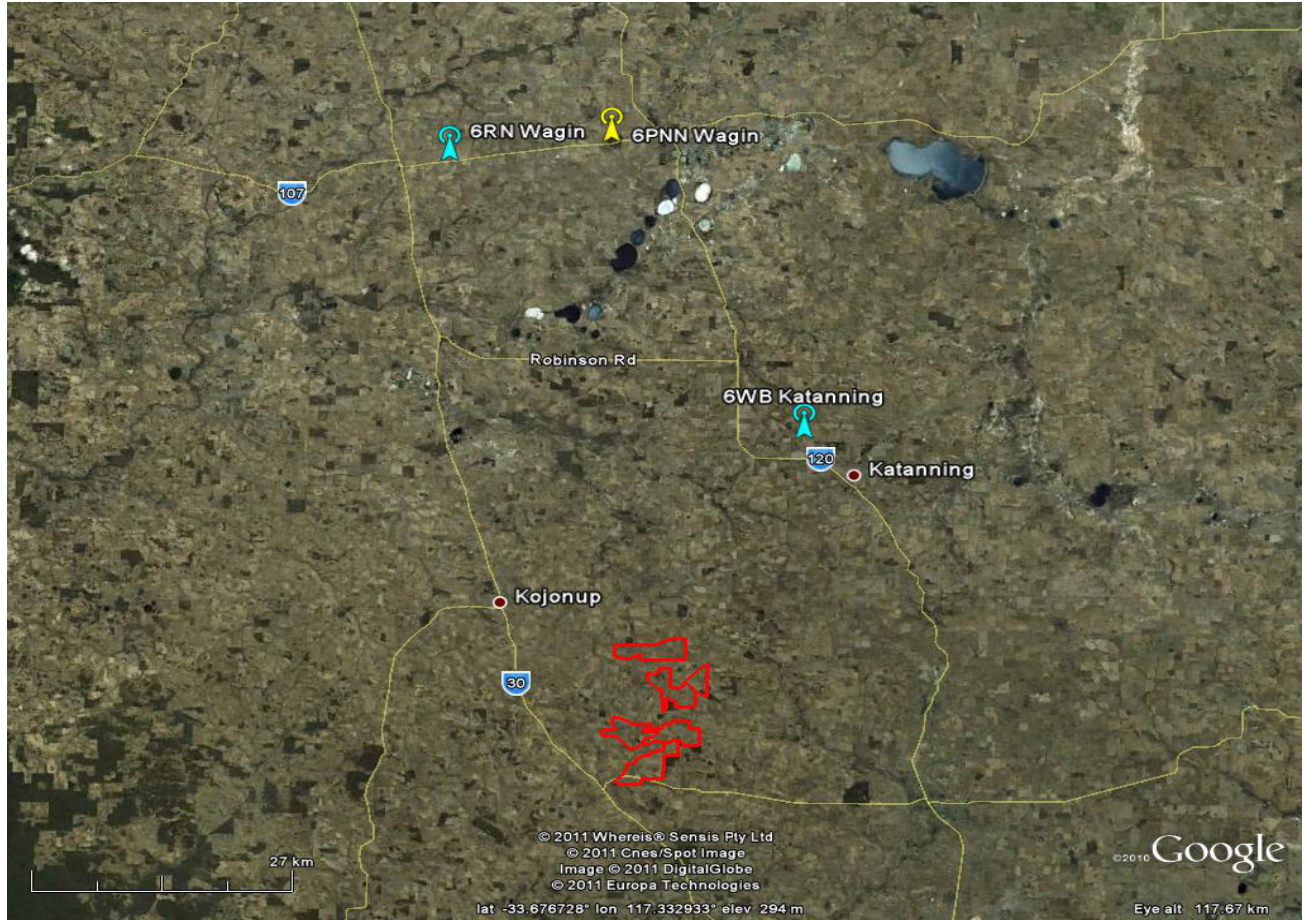 6RN Wagin
6PNN Wagin
107
Robinson Rd
6WB Katanning
120
Katanning
Kojonup
30
© 2011 Whereis® Sensis Pty Ltd
© 2011 Cnes/Spot Image
Image © 2011 DigitalGlobe
© 2011 Europa Technologies
27 km
©2010 Google
lat -33.676728° lon 117.332933° elev 294 m
Eye alt 117.67 km